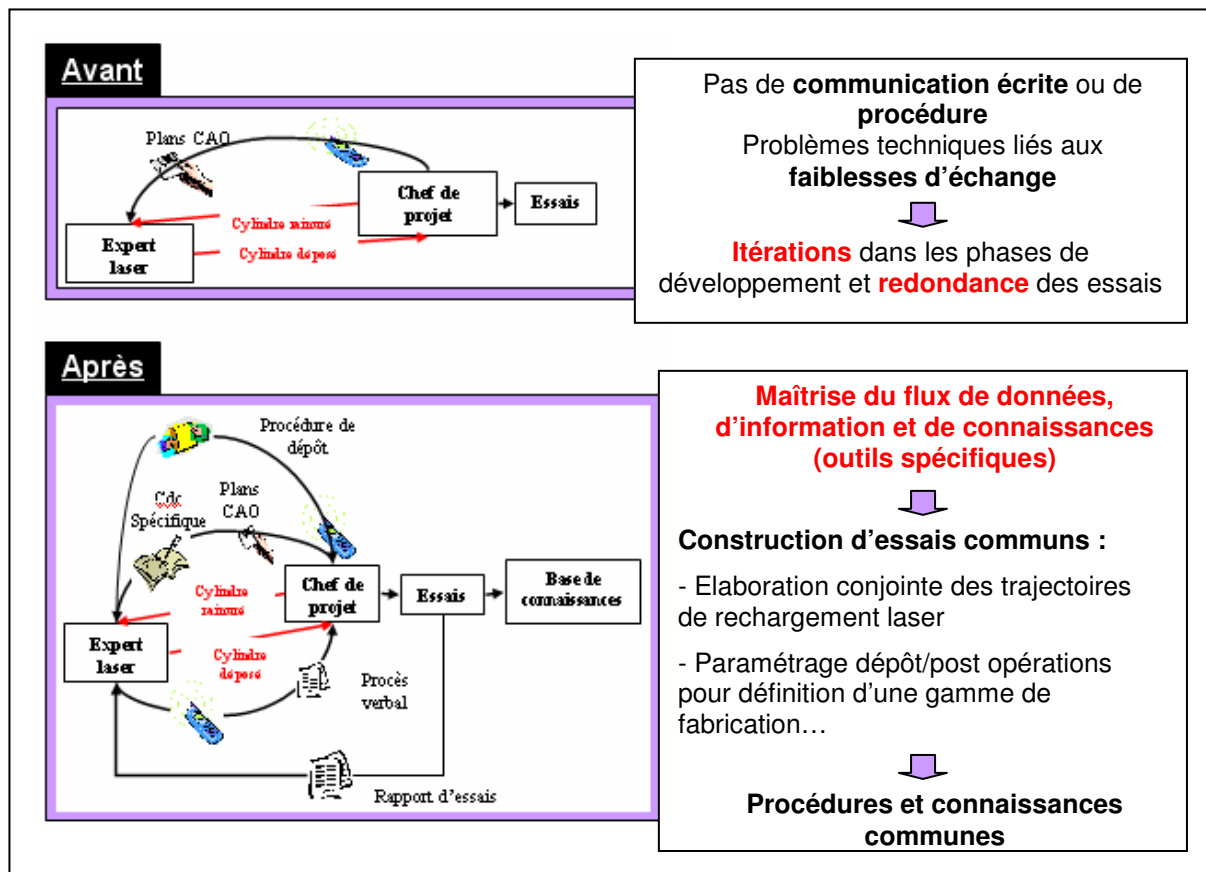 Avant
Plans CAO
Chef de
projet
Essais
Cylindre rainuré
Cylindre déposé
Expert
laser
Pas de communication écrite ou de
procédure
Problèmes techniques liés aux
faiblesses d'échange
Itérations dans les phases de
développement et redondance des essais
Après
Procédure de
dépôt
Cdc
Spécifique
Plans
CAO
Cylindre
rainuré
Chef de
projet
Essais
Base de
connaissances
Expert
laser
Cylindre
déposé
Procès
verbal
Rapport d'essais
Maîtrise du flux de données,
d'information et de connaissances
(outils spécifiques)
Construction d'essais communs :
- Elaboration conjointe des trajectoires
de rechargement laser
- Paramétrage dépôt/post opérations
pour définition d'une gamme de
fabrication…
Procédures et connaissances
communes